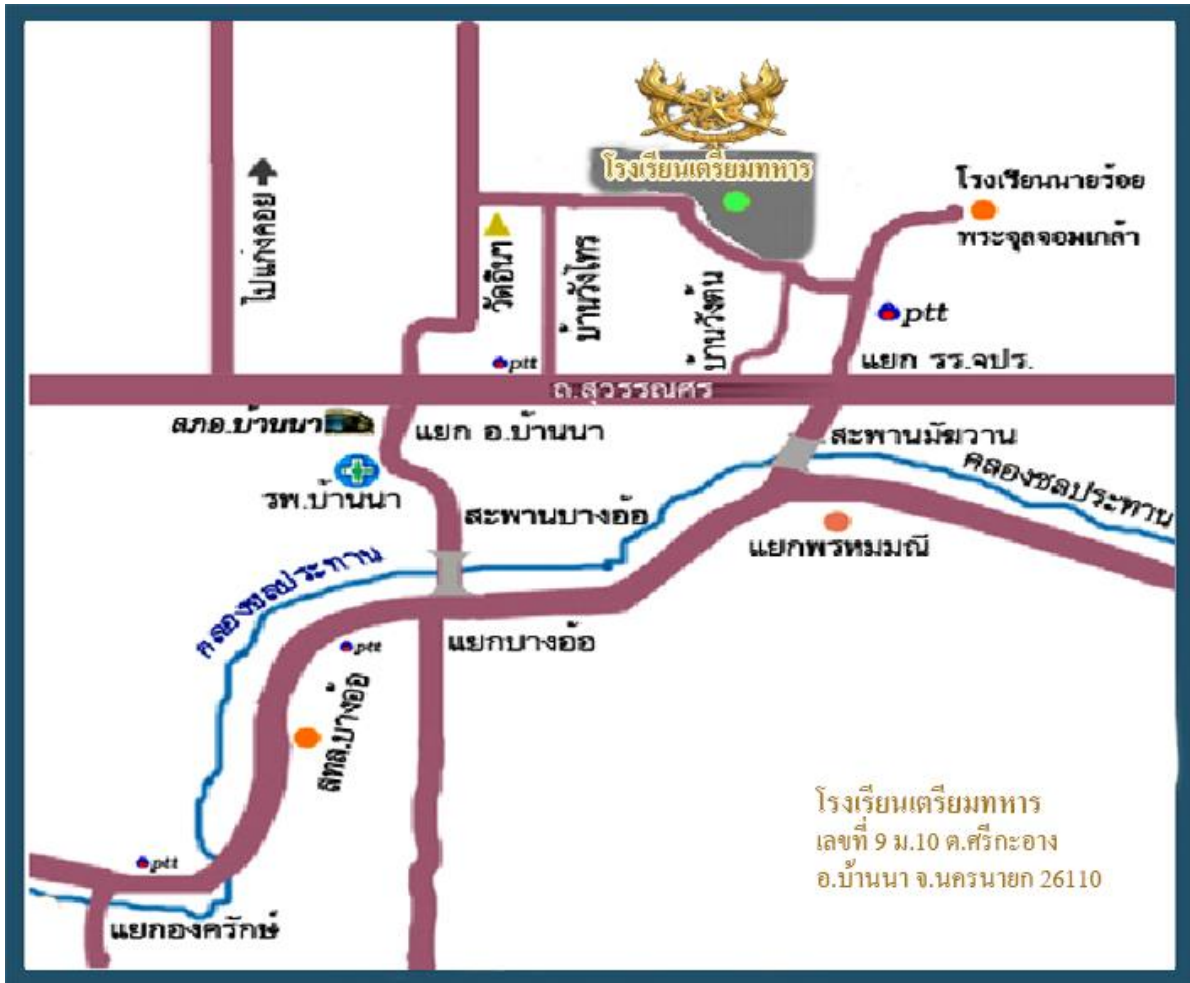 โรงเรียนเตรียมทหาร
โรงเรียนนายร้อย
พระจุลจอมเกล้า
ไปแก่งคอย
วัดอินฯ
บ้านวังไทร
บ้านวังต้น
ptt
ptt
แยก รร.จปร.
ถ.สุวรรณศร
สภอ.บ้านนา
แยก อ.บ้านนา
สะพานมัฆวาน
คลองชลประทาน
รพ.บ้านนา
สะพานบางอ้อ
แยกพรหมมณี
คลองชลประทาน
แยกบางอ้อ
ptt
สทล.บางอ้อ
โรงเรียนเตรียมทหาร
เลขที่ 9 ม.10 ต.ศรีกะอาง
อ.บ้านนา จ.นครนายก 26110
ptt
แยกองครักษ์